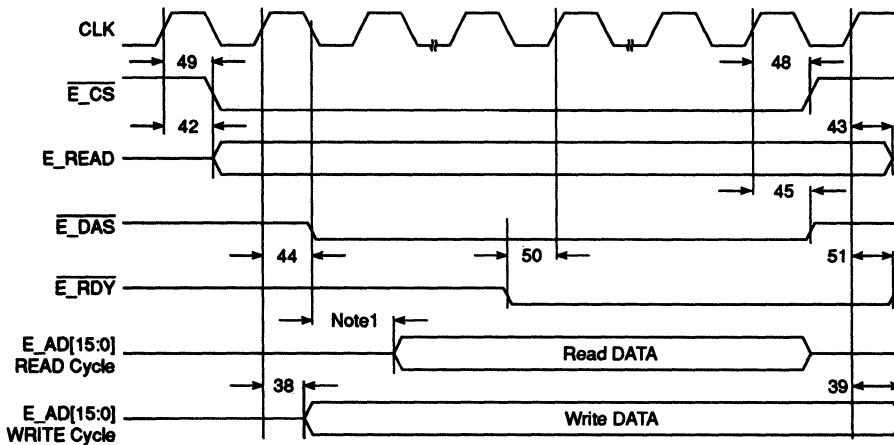 CLK
49
48
E_CS
42
43
E_READ
45
E_DAS
44
50
51
E_RDY
Note1
E_AD[15:0]
READ Cycle
Read DATA
38
39
E_AD[15:0]
WRITE Cycle
Write DATA